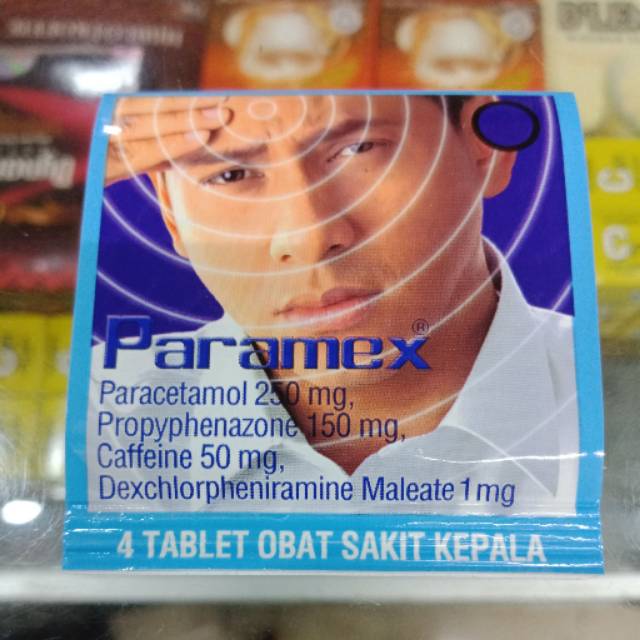 Paramex®
Paracetamol 250 mg,
Propyphenazone 150 mg,
Caffeine 50 mg,
Dexchlorpheniramine Maleate 1 mg
4 TABLET OBAT SAKIT KEPALA